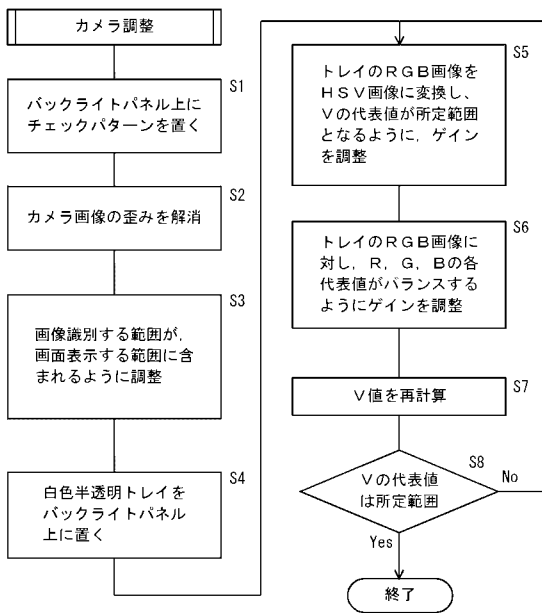 カメラ調整
S1
バックライトパネル上に
チェックパターンを置く
S2
カメラ画像の歪みを解消
S3
画像識別する範囲が，
画面表示する範囲に含
まれるように調整
S4
白色半透明トレイを
バックライトパネル
上に置く
S5
トレイのＲＧＢ画像を
ＨＳＶ画像に変換し、
Ｖの代表値が所定範囲
となるように，ゲイン
を調整
S6
トレイのＲＧＢ画像に
対し，Ｒ，Ｇ，Ｂの各
代表値がバランスする
ようにゲインを調整
S7
Ｖ値を再計算
S8
Ｖの代表値
は所定範囲
No
Yes
終了